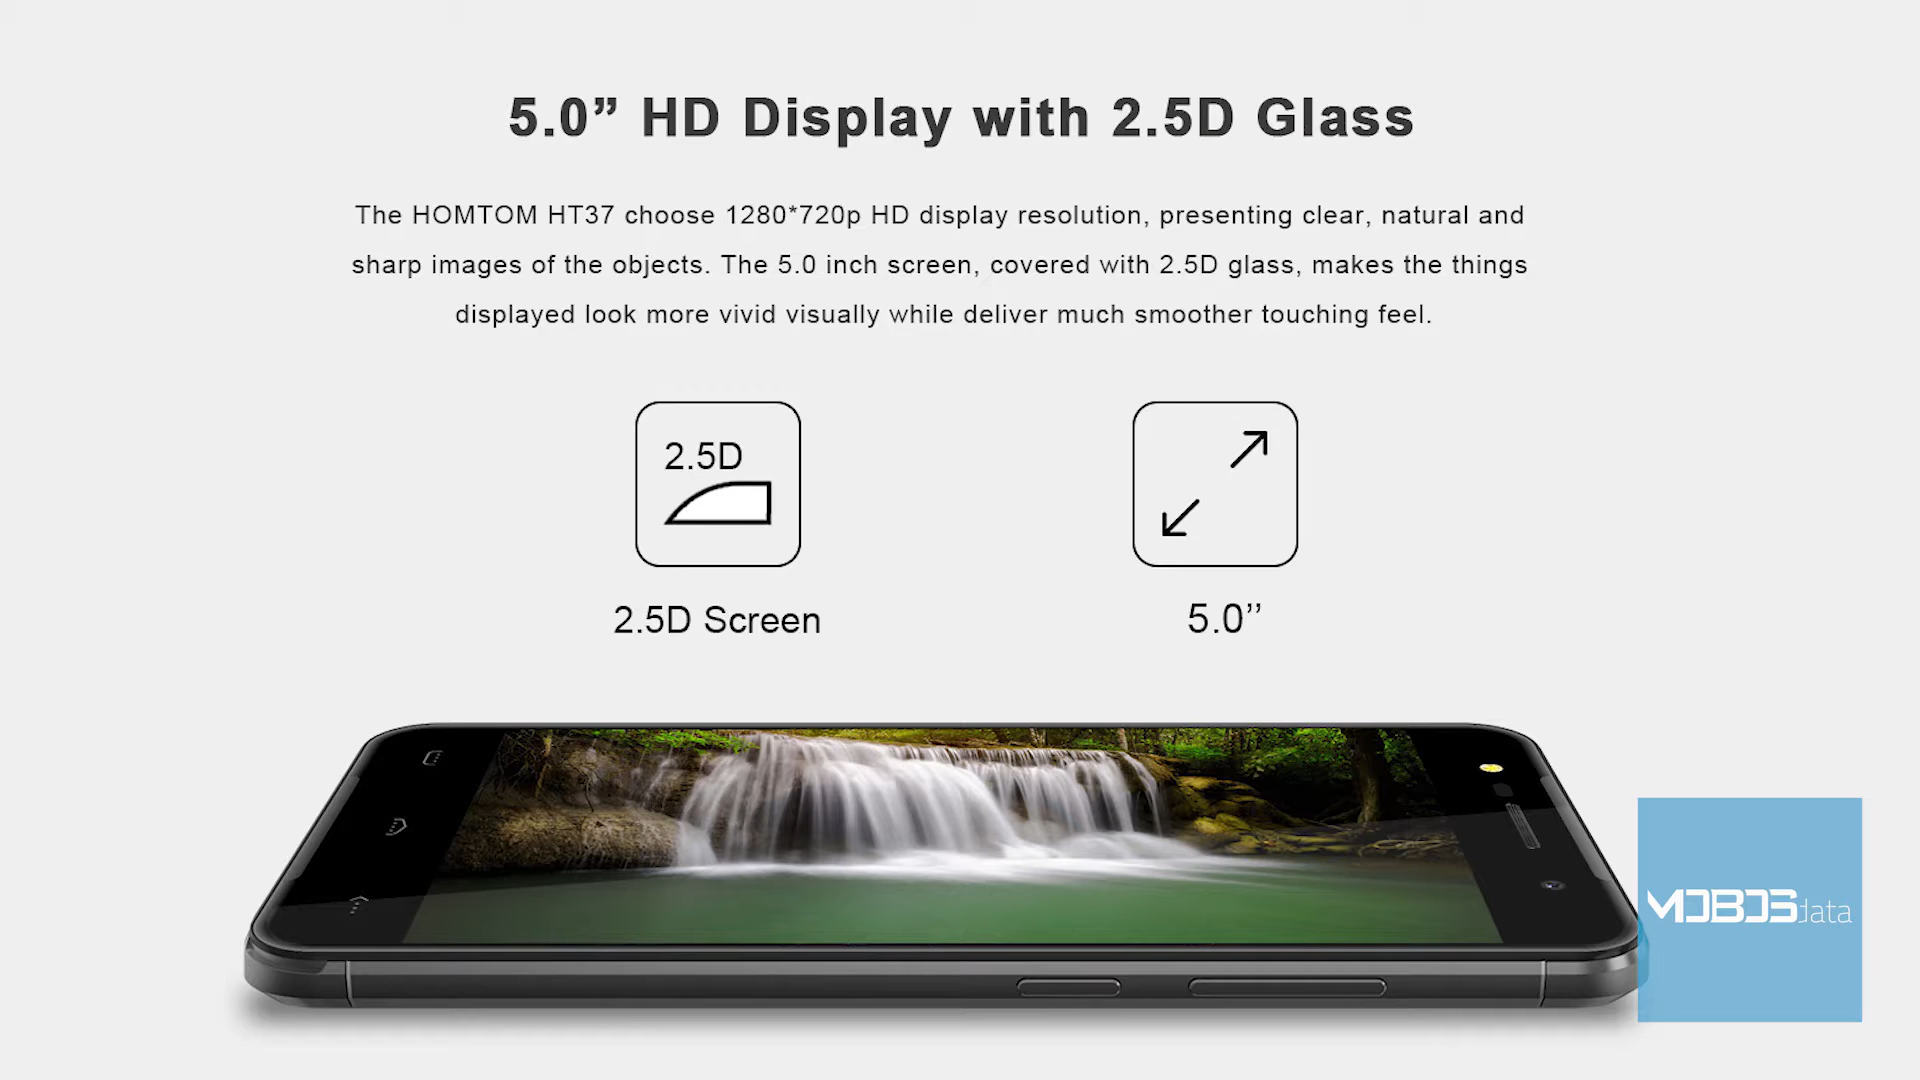 5.0” HD Display with 2.5D Glass
The HOMTOM HT37 choose 1280*720p HD display resolution, presenting clear, natural and
sharp images of the objects. The 5.0 inch screen, covered with 2.5D glass, makes the things
displayed look more vivid visually while deliver much smoother touching feel.
2.5D
2.5D Screen
5.0’’
MOBOSdata